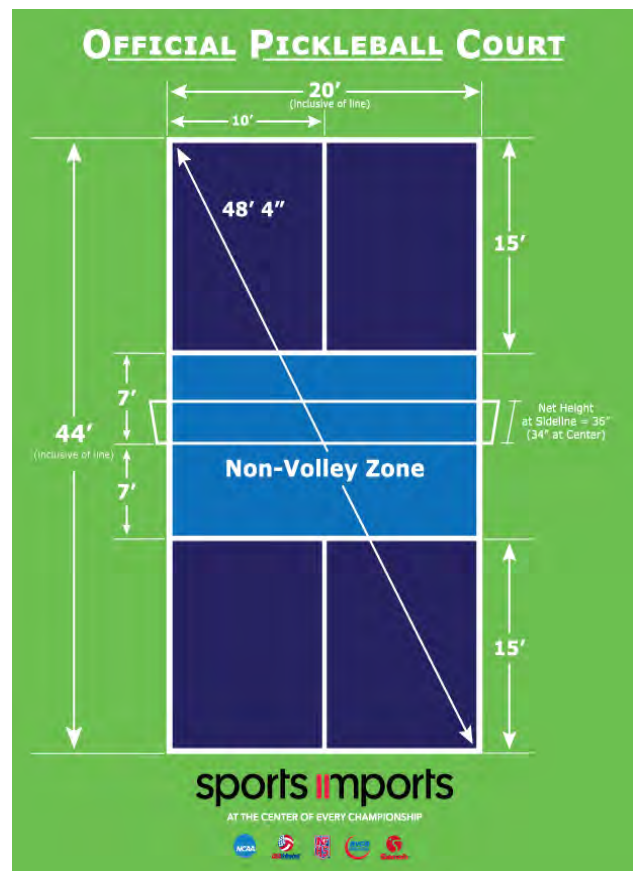 OFFICIAL PICKLEBALL COURT
20’
(inclusive of line)
10’
48’ 4”
15’
7’
Net Height
at Sideline = 36”
(34” at Center)
44’
(inclusive of line)
Non-Volley Zone
7’
15’
sports imports
AT THE CENTER OF EVERY CHAMPIONSHIP
NCAA